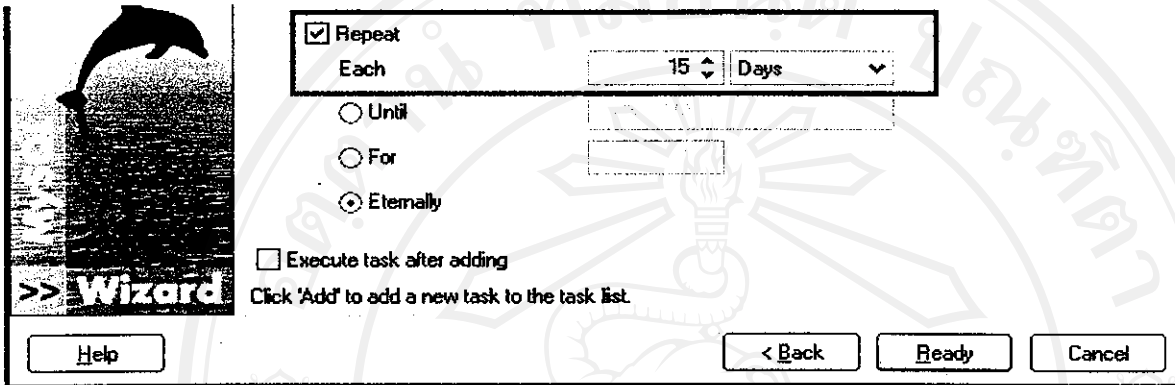 Repeat
Each 15 Days
Until
For
Eternally
Execute task after adding
>> Wizard Click 'Add' to add a new task to the task list.
Help < Back Ready Cancel